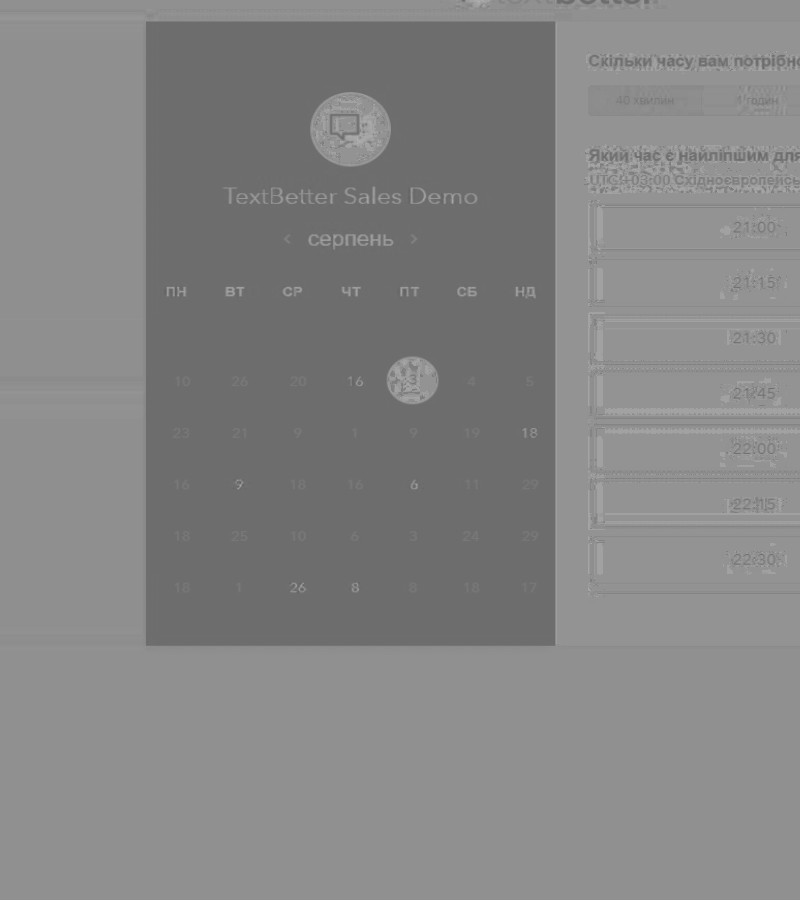 textbetter
TextBetter Sales Demo
серпень
ПН ВТ СР ЧТ ПТ СБ НД
10 26 20 16 3 4 5
23 21 9 1 9 19 18
16 9 18 16 6 11 29
18 25 10 6 3 24 29
18 1 26 8 8 18 17
Скільки часу вам потрібно
40 хвилин 1 годин
Який час є найліпшим для
UTC+03:00 Східноєвропейсь
21:00
21:15
21:30
21:45
22:00
22:15
22:30